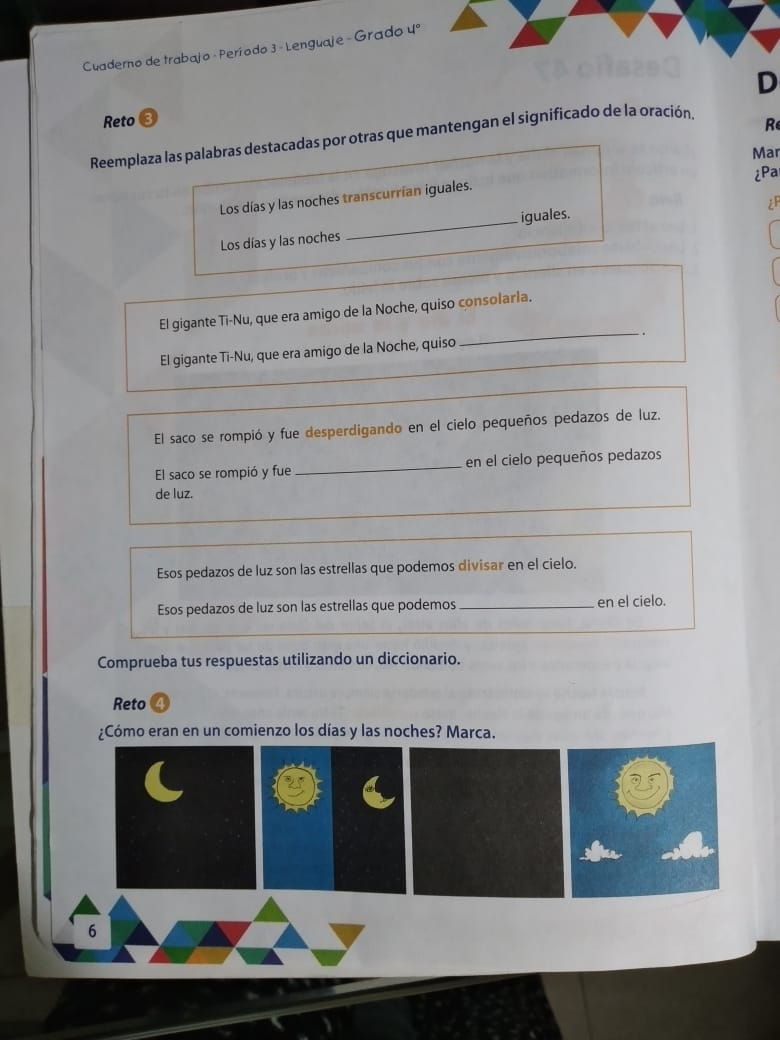 Cuaderno de trabajo - Período 3 - Lenguaje - Grado 4°
Reto 3
Reemplaza las palabras destacadas por otras que mantengan el significado de la oración.
Los días y las noches transcurrían iguales.
Los días y las noches ____________ iguales.
El gigante Ti-Nu, que era amigo de la Noche, quiso consolarla.
El gigante Ti-Nu, que era amigo de la Noche, quiso ____________.
El saco se rompió y fue desperdigando en el cielo pequeños pedazos de luz.
El saco se rompió y fue ____________ en el cielo pequeños pedazos
de luz.
Esos pedazos de luz son las estrellas que podemos divisar en el cielo.
Esos pedazos de luz son las estrellas que podemos ____________ en el cielo.
Comprueba tus respuestas utilizando un diccionario.
Reto 4
¿Cómo eran en un comienzo los días y las noches? Marca.
6
D
Re
Mar
¿Pa